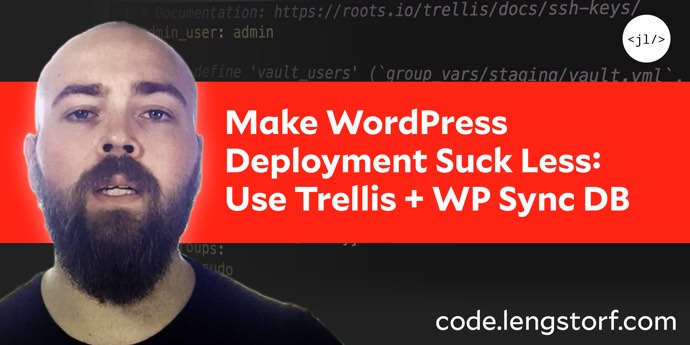 # Documentation: https://roots.io/trellis/docs/ssh-keys/
admin_user: admin
<jl/>
define 'vault_users' (`group_vars/staging/vault.yml`.
Make WordPress
Deployment Suck Less:
Use Trellis + WP Sync DB
sudo
code.lengstorf.com